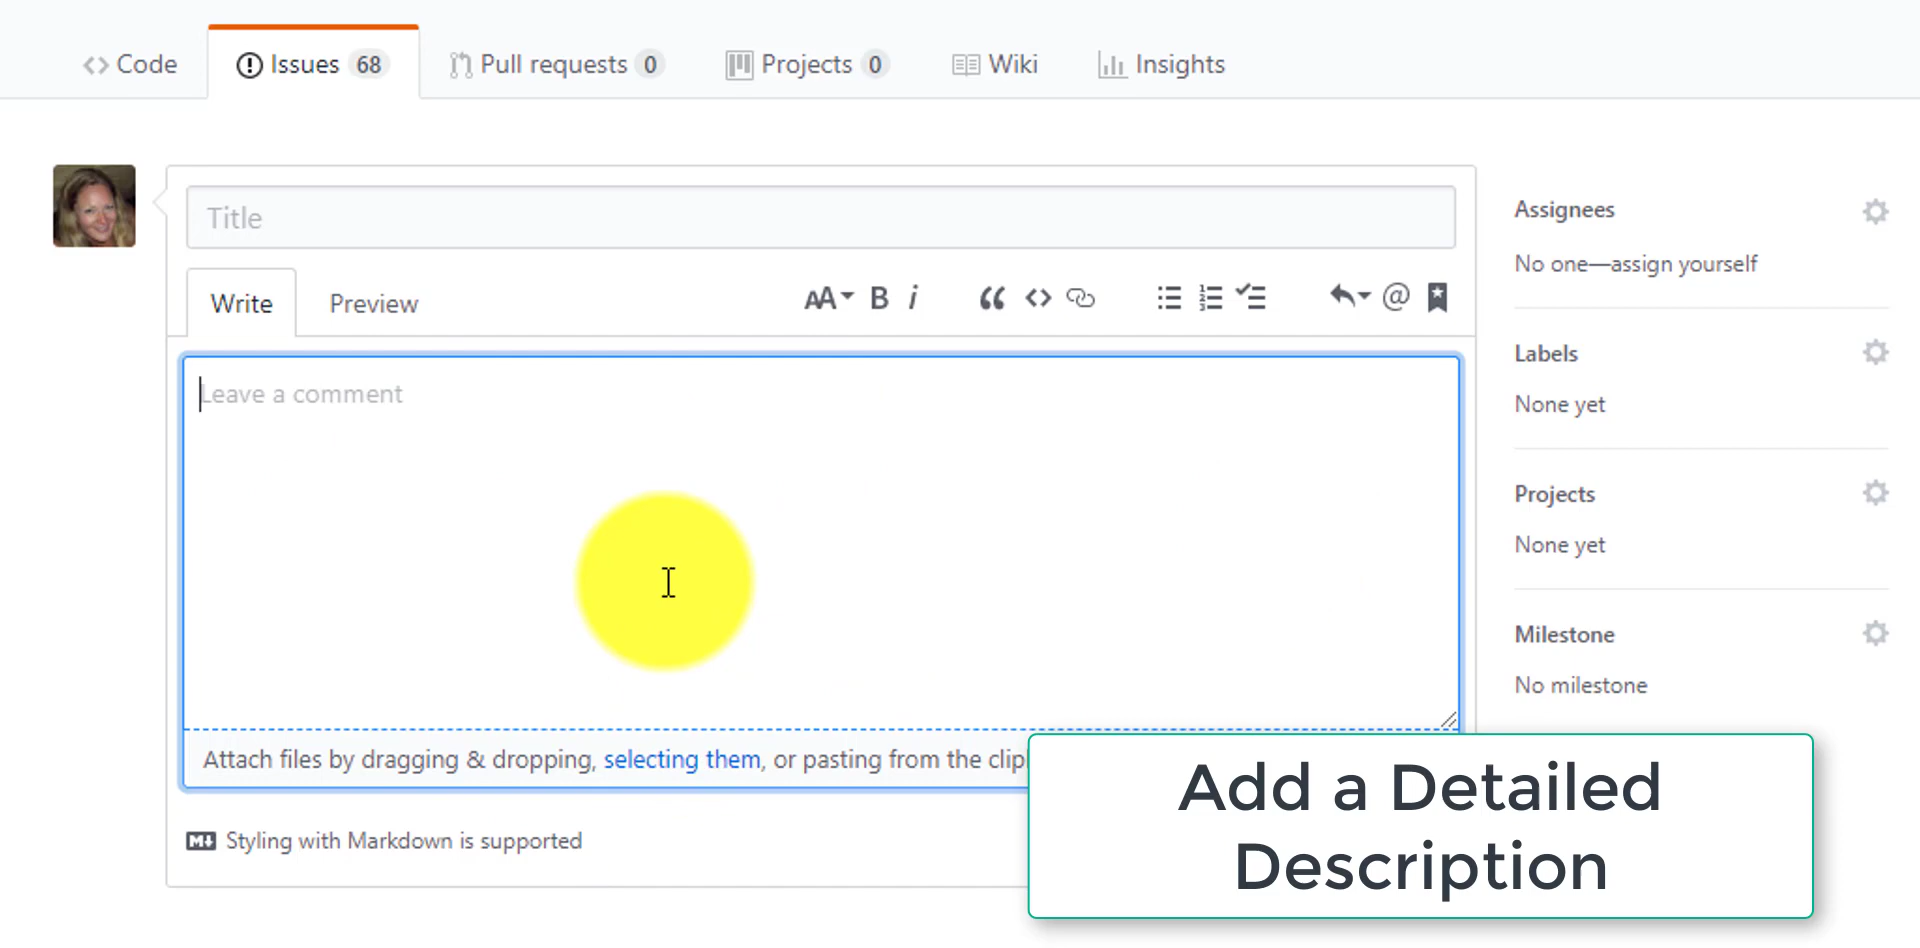 Code Issues 68 Pull requests 0 Projects 0 Wiki Insights
Title
Write Preview AA B i @
Leave a comment
Attach files by dragging & dropping, selecting them, or pasting from the clip
M Styling with Markdown is supported
Assignees
No one—assign yourself
Labels
None yet
Projects
None yet
Milestone
No milestone
Add a Detailed
Description